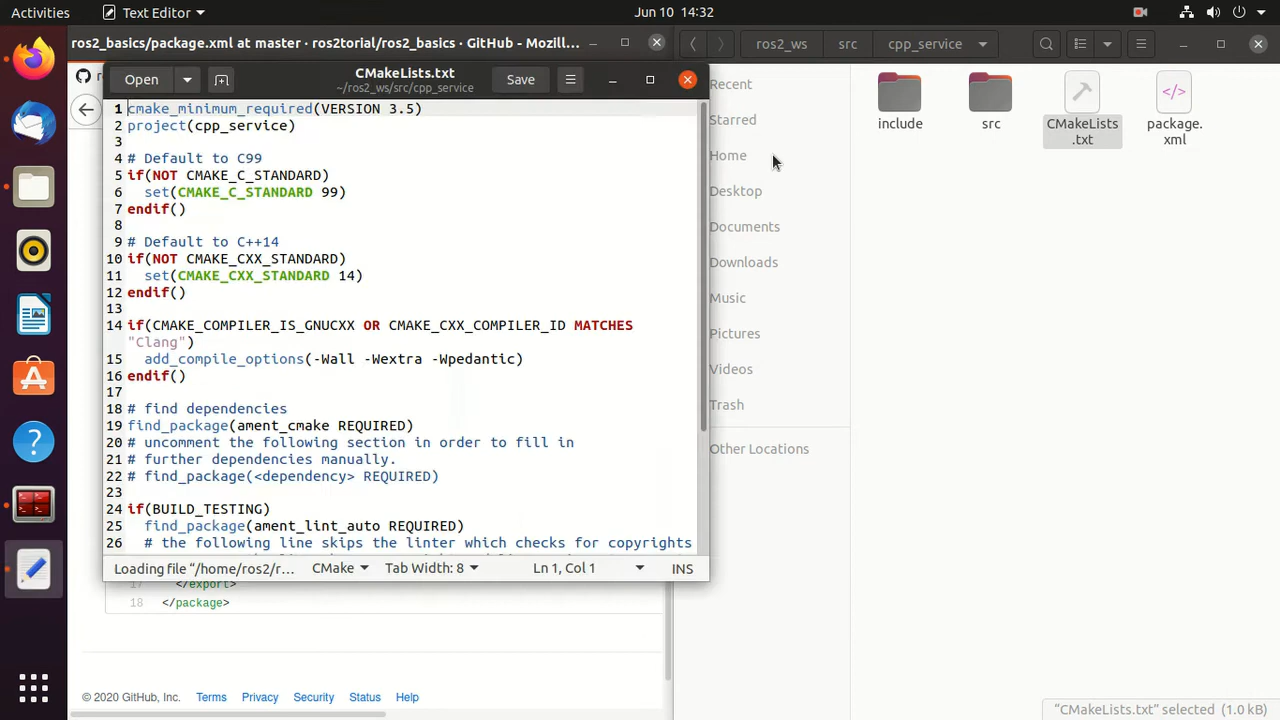 Activities
Text Editor
Jun 10 14:32
ros2_basics/package.xml at master · ros2torial/ros2_basics · GitHub - Mozill...
ros2_ws
src
cpp_service
Open
CMakeLists.txt
~/ros2_ws/src/cpp_service
Save
1 cmake_minimum_required(VERSION 3.5)
2 project(cpp_service)
3
4 # Default to C99
5 if(NOT CMAKE_C_STANDARD)
6 set(CMAKE_C_STANDARD 99)
7 endif()
8
9 # Default to C++14
10 if(NOT CMAKE_CXX_STANDARD)
11 set(CMAKE_CXX_STANDARD 14)
12 endif()
13
14 if(CMAKE_COMPILER_IS_GNUCXX OR CMAKE_CXX_COMPILER_ID MATCHES
"Clang")
15 add_compile_options(-Wall -Wextra -Wpedantic)
16 endif()
17
18 # find dependencies
19 find_package(ament_cmake REQUIRED)
20 # uncomment the following section in order to fill in
21 # further dependencies manually.
22 # find_package(<dependency> REQUIRED)
23
24 if(BUILD_TESTING)
25 find_package(ament_lint_auto REQUIRED)
26 # the following line skips the linter which checks for copyrights
Loading file “/home/ros2/r…
CMake
Tab Width: 8
Ln 1, Col 1
INS
17 </export>
18 </package>
© 2020 GitHub, Inc.
Terms
Privacy
Security
Status
Help
Recent
Starred
Home
Desktop
Documents
Downloads
Music
Pictures
Videos
Trash
Other Locations
include
src
CMakeLists
.txt
package.
xml
“CMakeLists.txt” selected (1.0 kB)